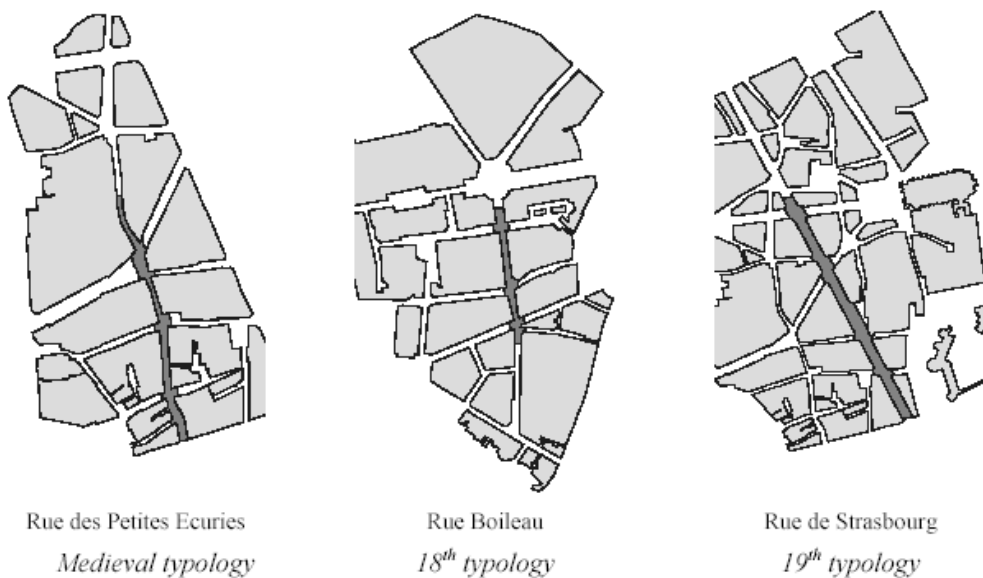 Rue des Petites Ecuries
Medieval typology
Rue Boileau
18th typology
Rue de Strasbourg
19th typology